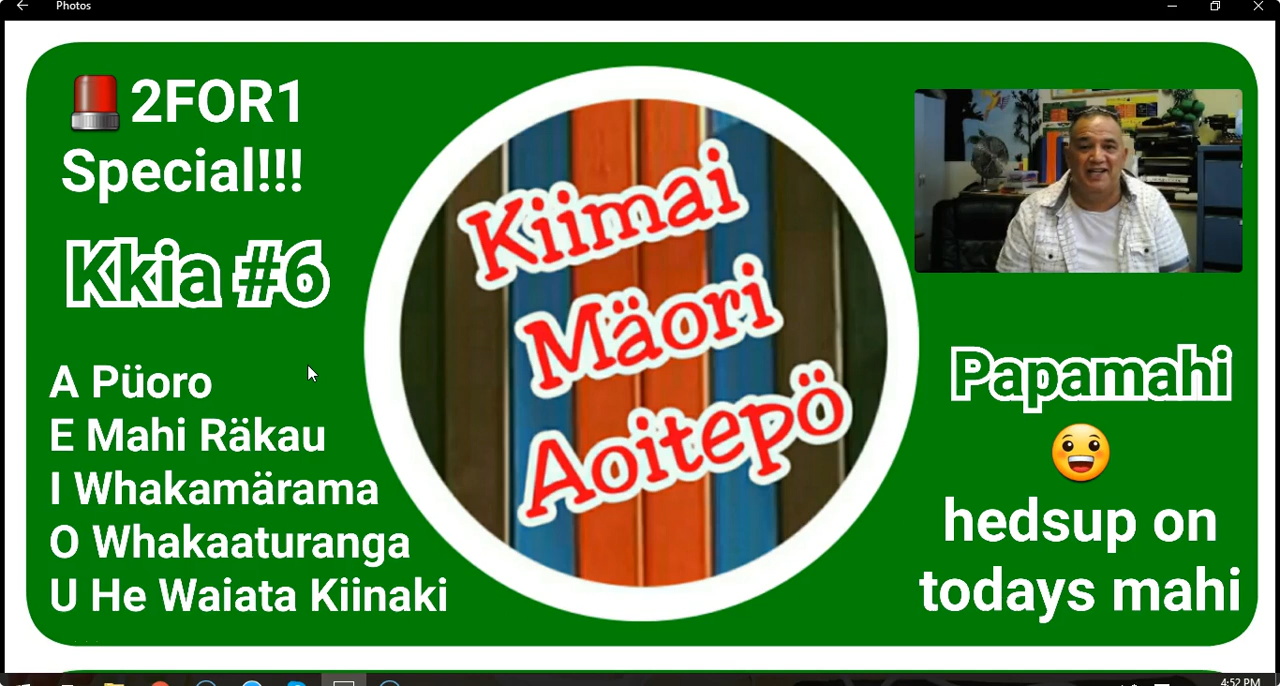 Photos
2FOR1
Special!!!
Kkia #6
A Püoro
E Mahi Räkau
I Whakamärama
O Whakaaturanga
U He Waiata Kiinaki
Kiimai
Mäori
Aoitepö
Papamahi
hedsup on
todays mahi
4:52 PM